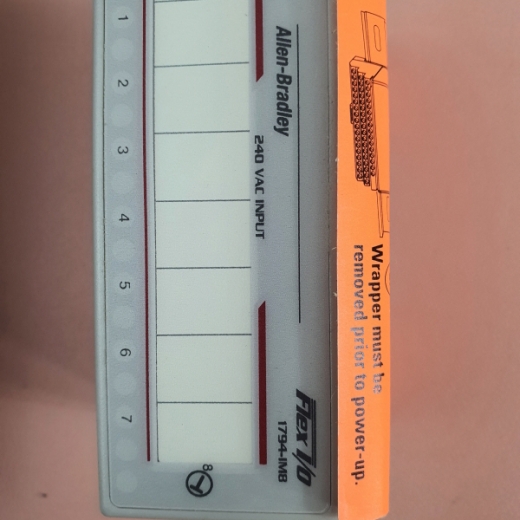 Wrapper must be
removed prior to power-up.
Allen-Bradley
Flex I/O
240 VAC INPUT
1794-IM8
1 2 3 4 5 6 7
8